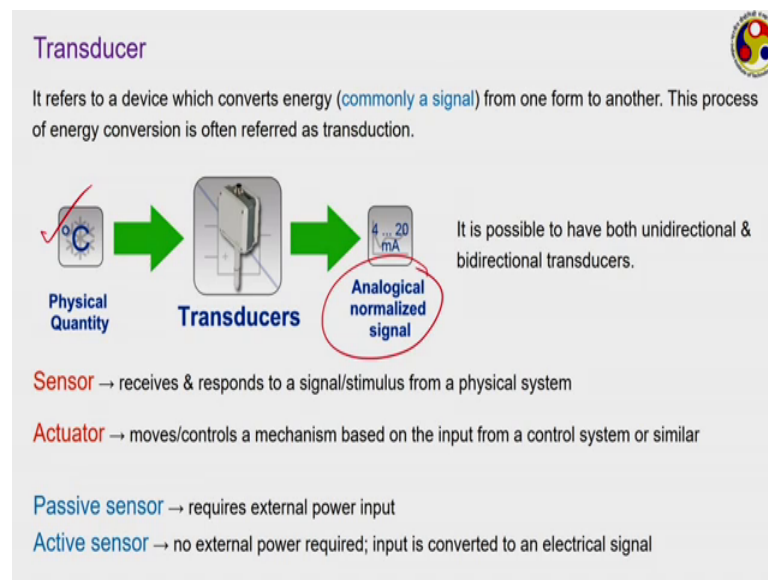 Transducer
It refers to a device which converts energy (commonly a signal) from one form to another. This process
of energy conversion is often referred as transduction.
°C
4 ... 20
mA
Physical
Quantity
Transducers
Analogical
normalized
signal
It is possible to have both unidirectional &
bidirectional transducers.
Sensor → receives & responds to a signal/stimulus from a physical system
Actuator → moves/controls a mechanism based on the input from a control system or similar
Passive sensor → requires external power input
Active sensor → no external power required; input is converted to an electrical signal